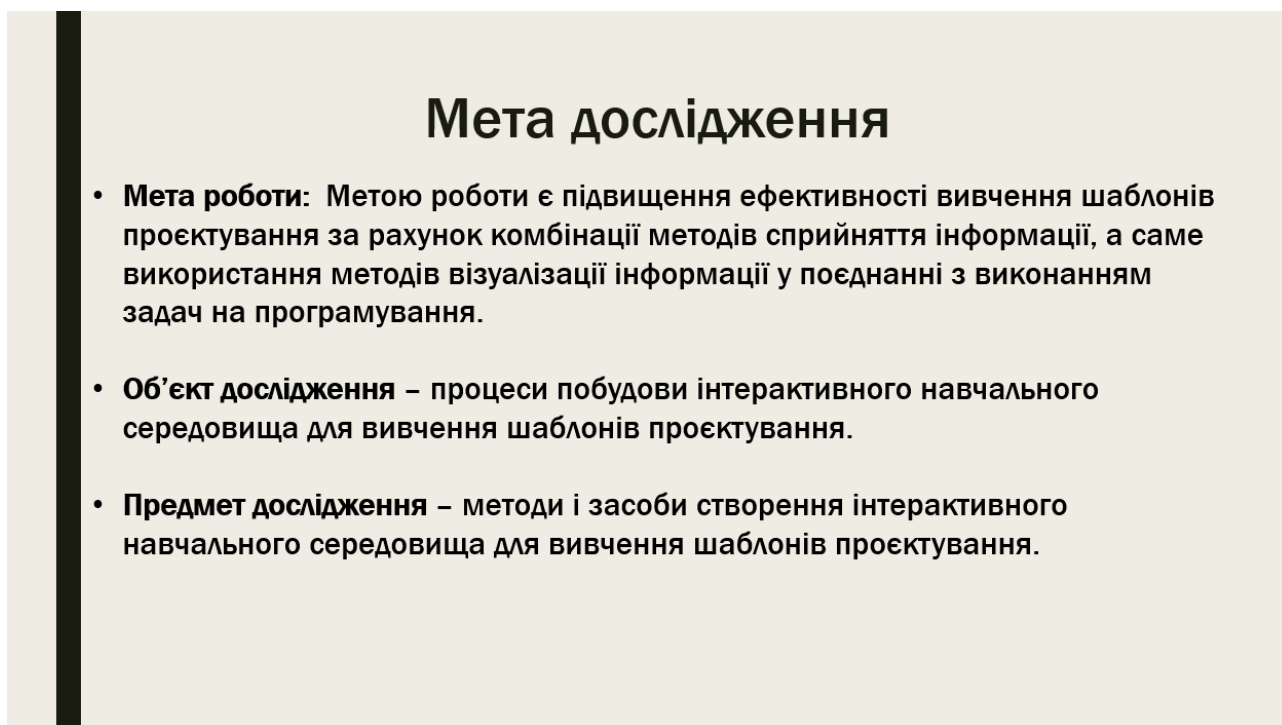 Мета дослідження
• Мета роботи:  Метою роботи є підвищення ефективності вивчення шаблонів
проєктування за рахунок комбінації методів сприйняття інформації, а саме
використання методів візуалізації інформації у поєднанні з виконанням
задач на програмування.
• Об’єкт дослідження – процеси побудови інтерактивного навчального
середовища для вивчення шаблонів проєктування.
• Предмет дослідження – методи і засоби створення інтерактивного
навчального середовища для вивчення шаблонів проєктування.